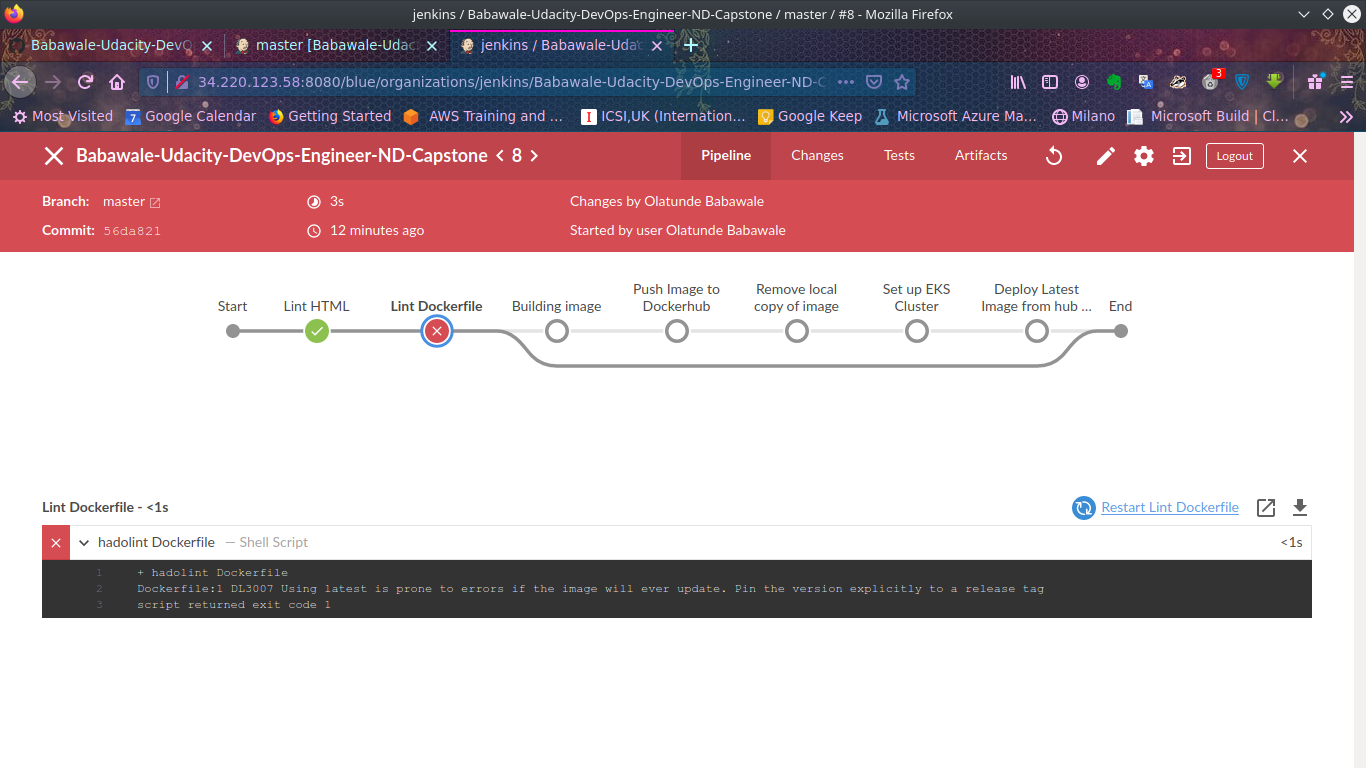 jenkins / Babawale-Udacity-DevOps-Engineer-ND-Capstone / master / #8 - Mozilla Firefox
Babawale-Udacity-DevO
master [Babawale-Udac
jenkins / Babawale-Udac
34.220.123.58:8080/blue/organizations/jenkins/Babawale-Udacity-DevOps-Engineer-ND-C
3
Most Visited
7 Google Calendar
Getting Started
AWS Training and ...
I ICSI,UK (Internation...
Google Keep
Microsoft Azure Ma...
Milano
Microsoft Build | Cl...
Babawale-Udacity-DevOps-Engineer-ND-Capstone < 8 >
Pipeline
Changes
Tests
Artifacts
Logout
Branch: master
3s
Changes by Olatunde Babawale
Commit: 56da821
12 minutes ago
Started by user Olatunde Babawale
Start
Lint HTML
Lint Dockerfile
Building image
Push Image to
Dockerhub
Remove local
copy of image
Set up EKS
Cluster
Deploy Latest
Image from hub ...
End
Lint Dockerfile - <1s
Restart Lint Dockerfile
hadolint Dockerfile — Shell Script
<1s
1 + hadolint Dockerfile
2 Dockerfile:1 DL3007 Using latest is prone to errors if the image will ever update. Pin the version explicitly to a release tag
3 script returned exit code 1